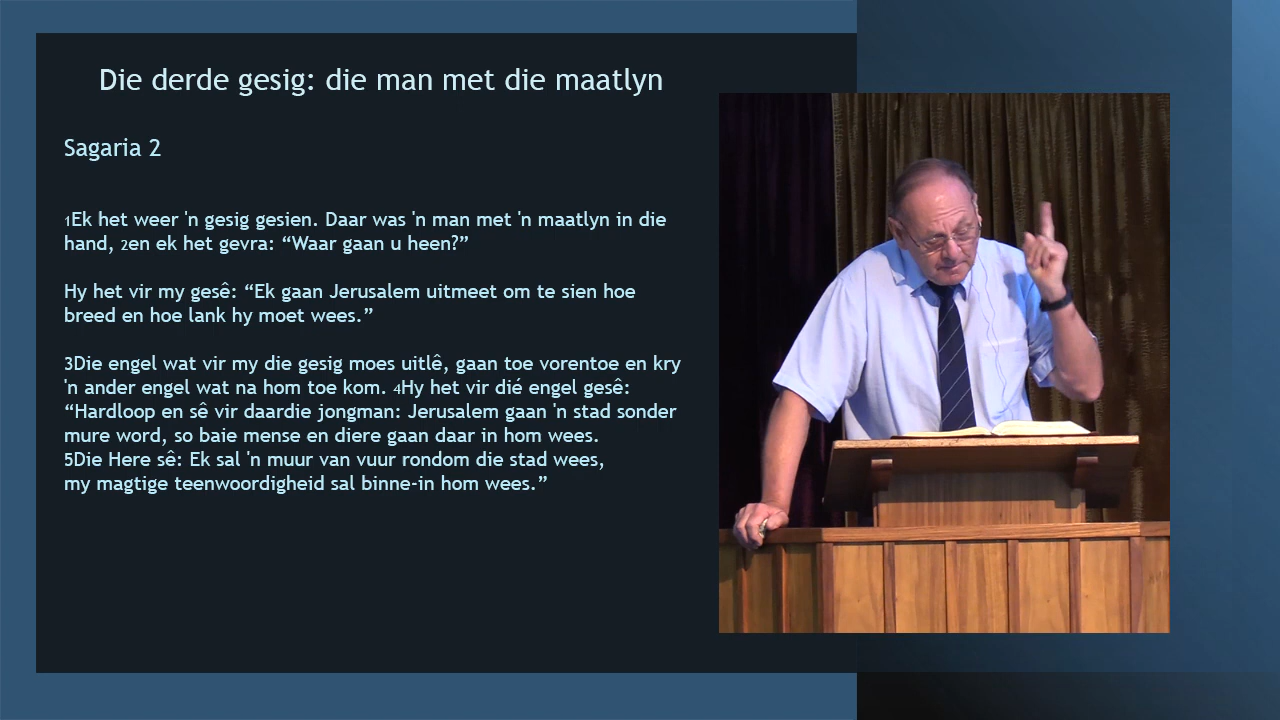 Die derde gesig: die man met die maatlyn
Sagaria 2
1Ek het weer 'n gesig gesien. Daar was 'n man met 'n maatlyn in die
hand, 2en ek het gevra: “Waar gaan u heen?”
Hy het vir my gesê: “Ek gaan Jerusalem uitmeet om te sien hoe
breed en hoe lank hy moet wees.”
3Die engel wat vir my die gesig moes uitlê, gaan toe vorentoe en kry
'n ander engel wat na hom toe kom. 4Hy het vir dié engel gesê:
“Hardloop en sê vir daardie jongman: Jerusalem gaan 'n stad sonder
mure word, so baie mense en diere gaan daar in hom wees.
5Die Here sê: Ek sal 'n muur van vuur rondom die stad wees,
my magtige teenwoordigheid sal binne-in hom wees.”